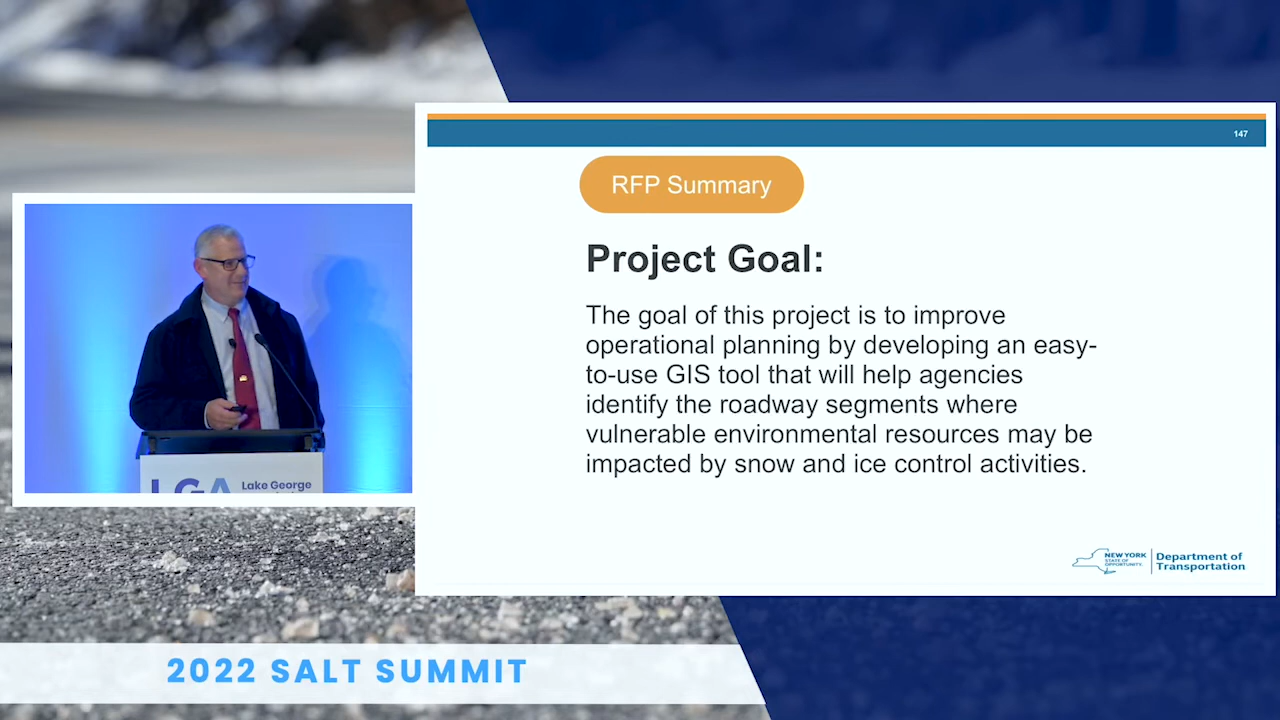 147
RFP Summary
Project Goal:
The goal of this project is to improve
operational planning by developing an easy-
to-use GIS tool that will help agencies
identify the roadway segments where
vulnerable environmental resources may be
impacted by snow and ice control activities.
LGA
Lake George
NEW YORK
STATE OF
OPPORTUNITY.
Department of
Transportation
2022 SALT SUMMIT